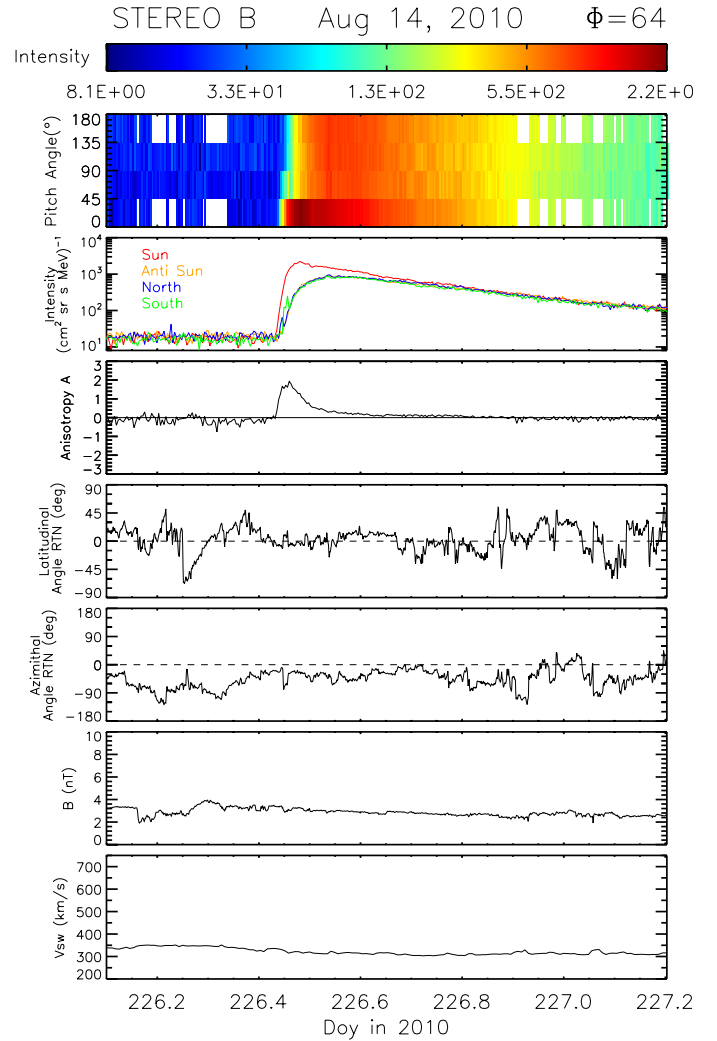 STEREO B Aug 14, 2010 Φ=64
Intensity
8.1E+00 3.3E+01 1.3E+02 5.5E+02 2.2E+0
Pitch Angle(°)
180
135
90
45
0
Intensity
(cm² sr s MeV)⁻¹
10⁴
10³
10²
10¹
Sun
Anti Sun
North
South
Anisotropy A
3
2
1
0
−1
−2
−3
Latitudinal
Angle RTN (deg)
90
45
0
−45
−90
Azimithal
Angle RTN (deg)
180
90
0
−90
−180
B (nT)
10
8
6
4
2
0
Vsw (km/s)
700
600
500
400
300
200
226.2 226.4 226.6 226.8 227.0 227.2
Doy in 2010